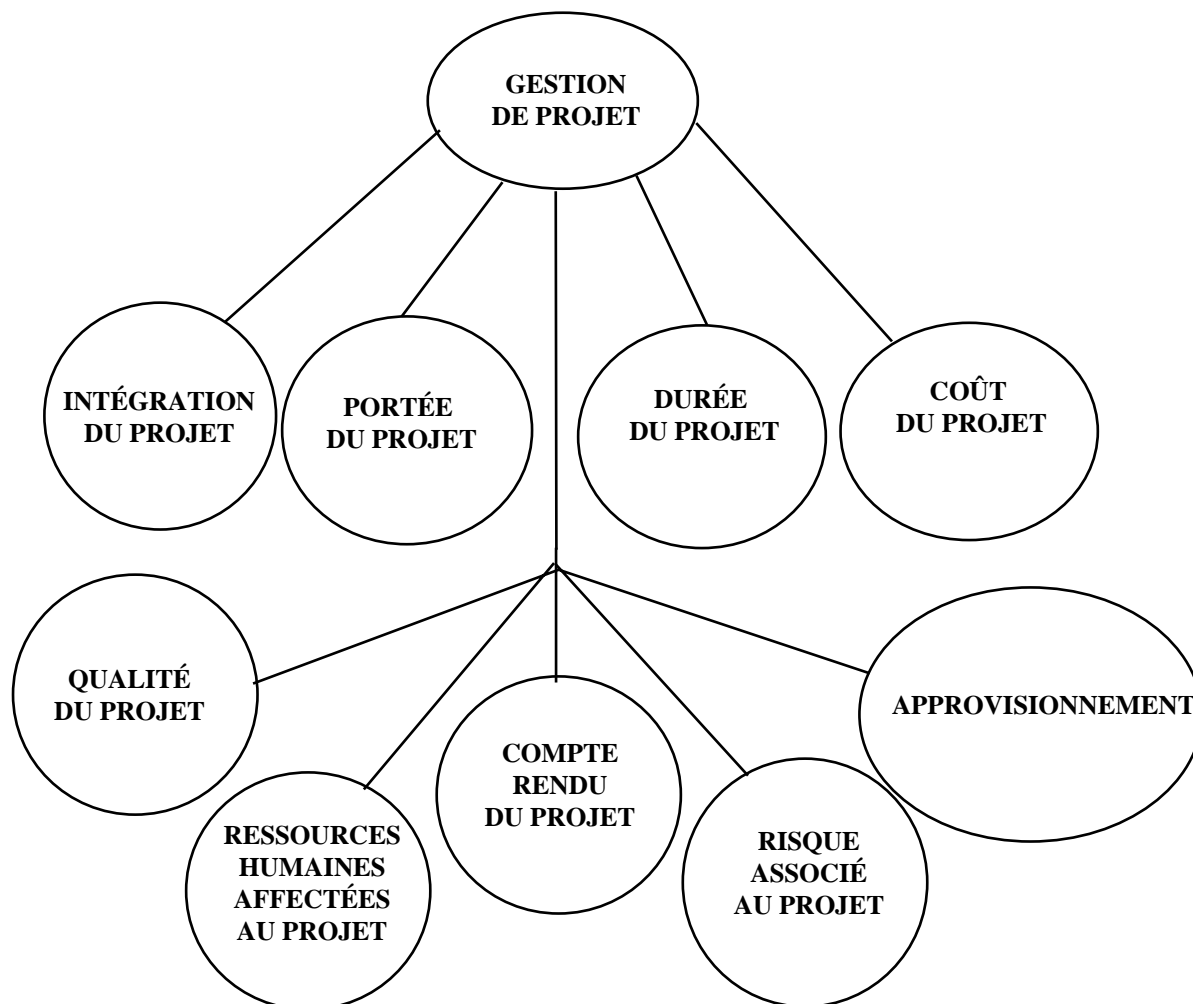 GESTION
DE PROJET
INTÉGRATION
DU PROJET
PORTÉE
DU PROJET
DURÉE
DU PROJET
COÛT
DU PROJET
QUALITÉ
DU PROJET
RESSOURCES
HUMAINES
AFFECTÉES
AU PROJET
COMPTE
RENDU
DU PROJET
RISQUE
ASSOCIÉ
AU PROJET
APPROVISIONNEMENT